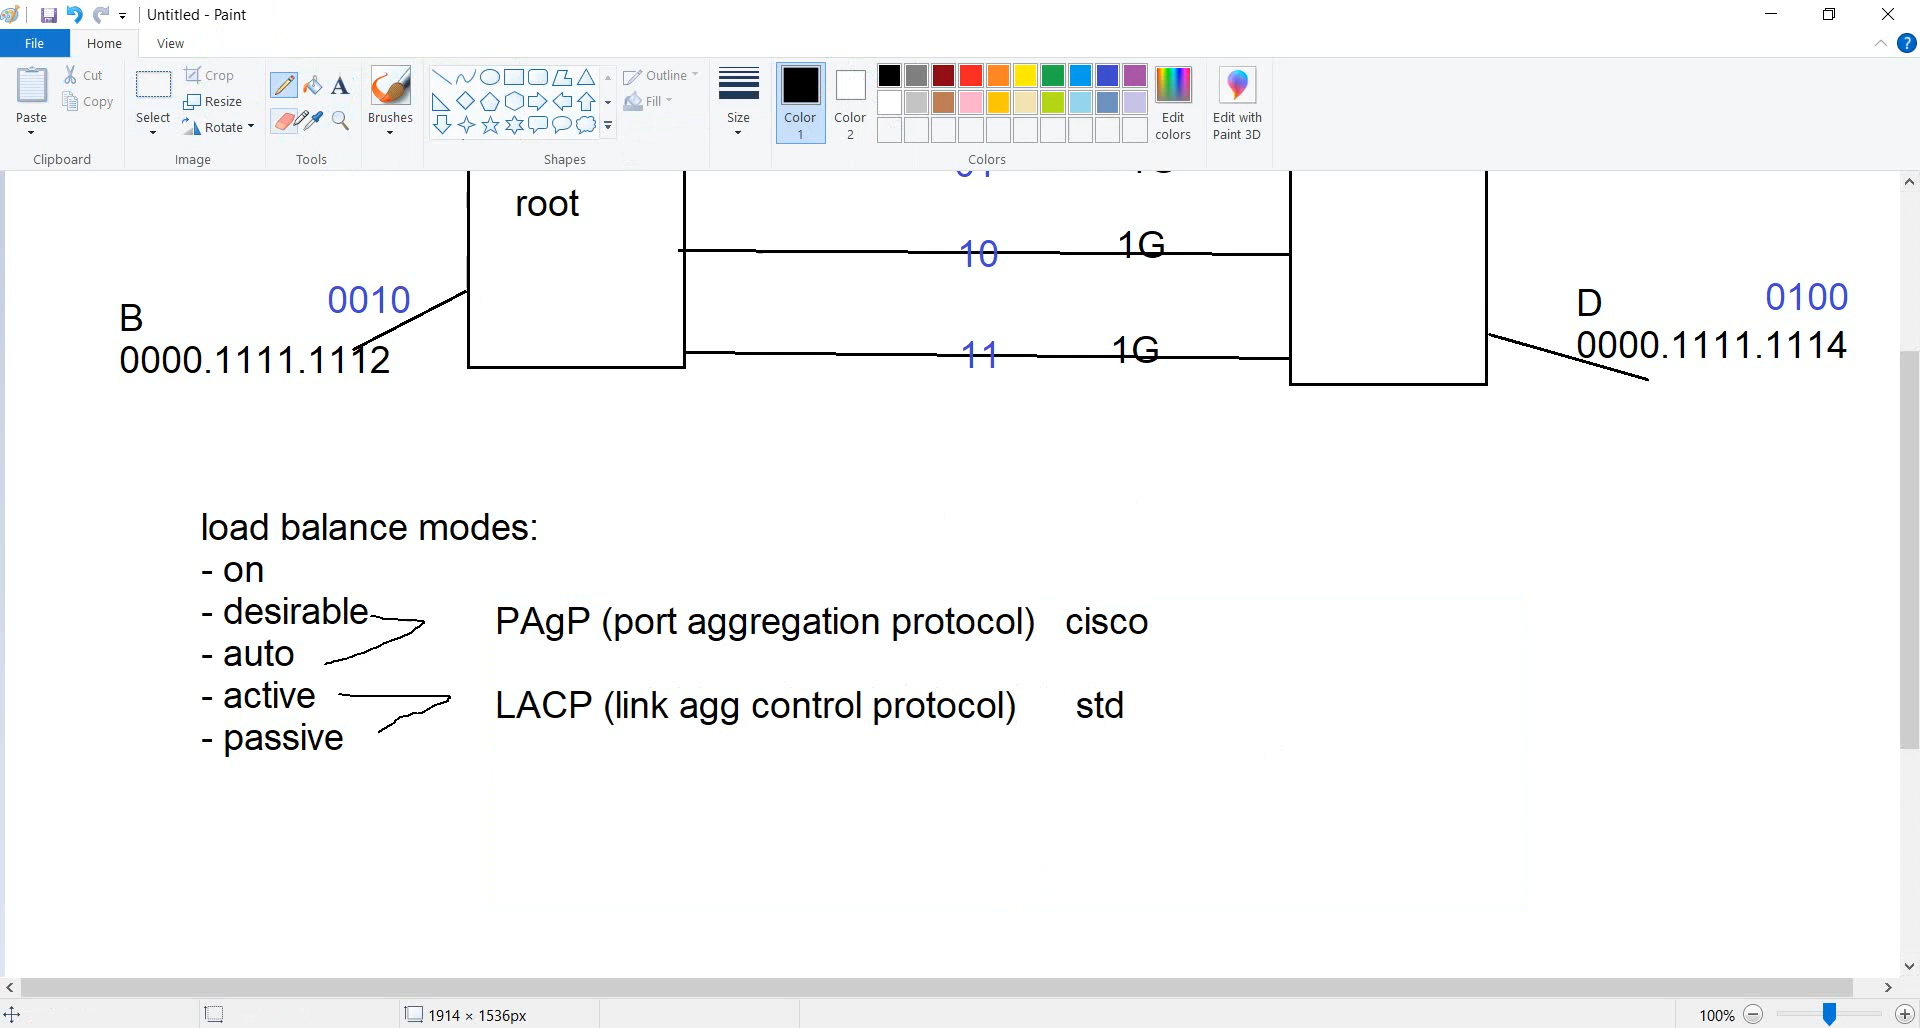 Untitled - Paint
File Home View
Paste
Cut
Copy
Clipboard
Select
Crop
Resize
Rotate
Image
A
Tools
Brushes
Shapes
Outline
Fill
Size
Color 1
Color 2
Edit colors
Colors
Edit with Paint 3D
?
root
10 1G
11 1G
0010
B
0000.1111.1112
D 0100
0000.1111.1114
load balance modes:
- on
- desirable
- auto
- active
- passive
PAgP (port aggregation protocol) cisco
LACP (link agg control protocol) std
1914 × 1536px
100%